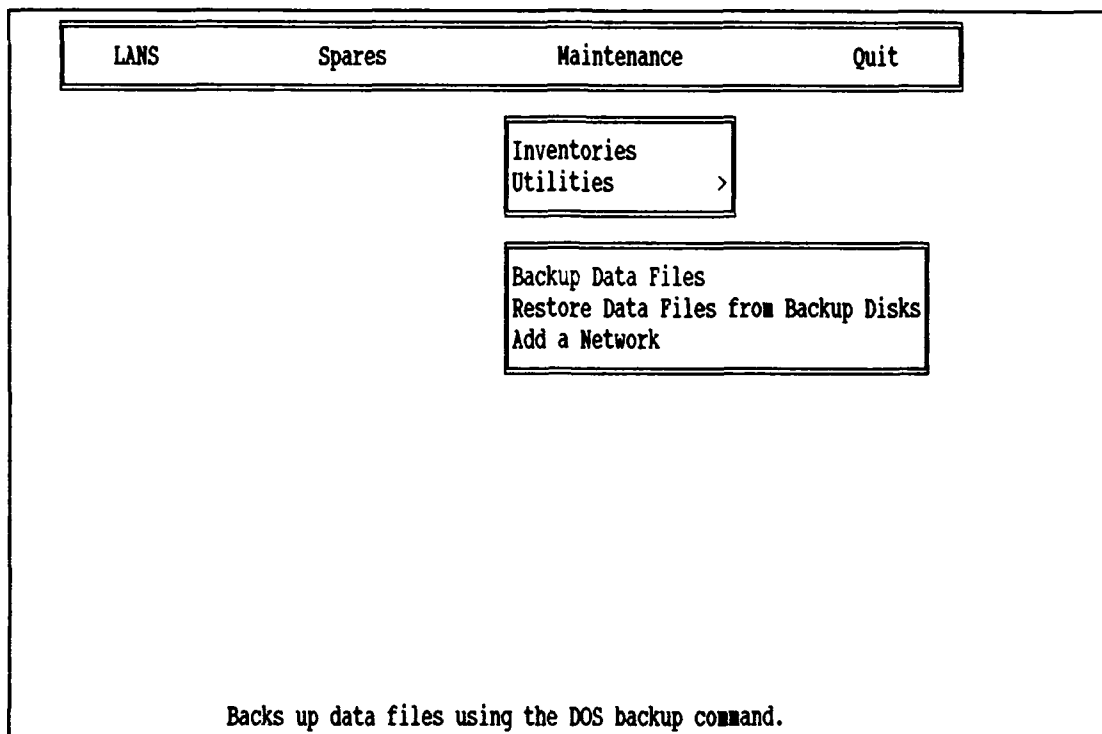 LANS Spares Maintenance Quit
Inventories
Utilities >
Backup Data Files
Restore Data Files from Backup Disks
Add a Network
Backs up data files using the DOS backup command.